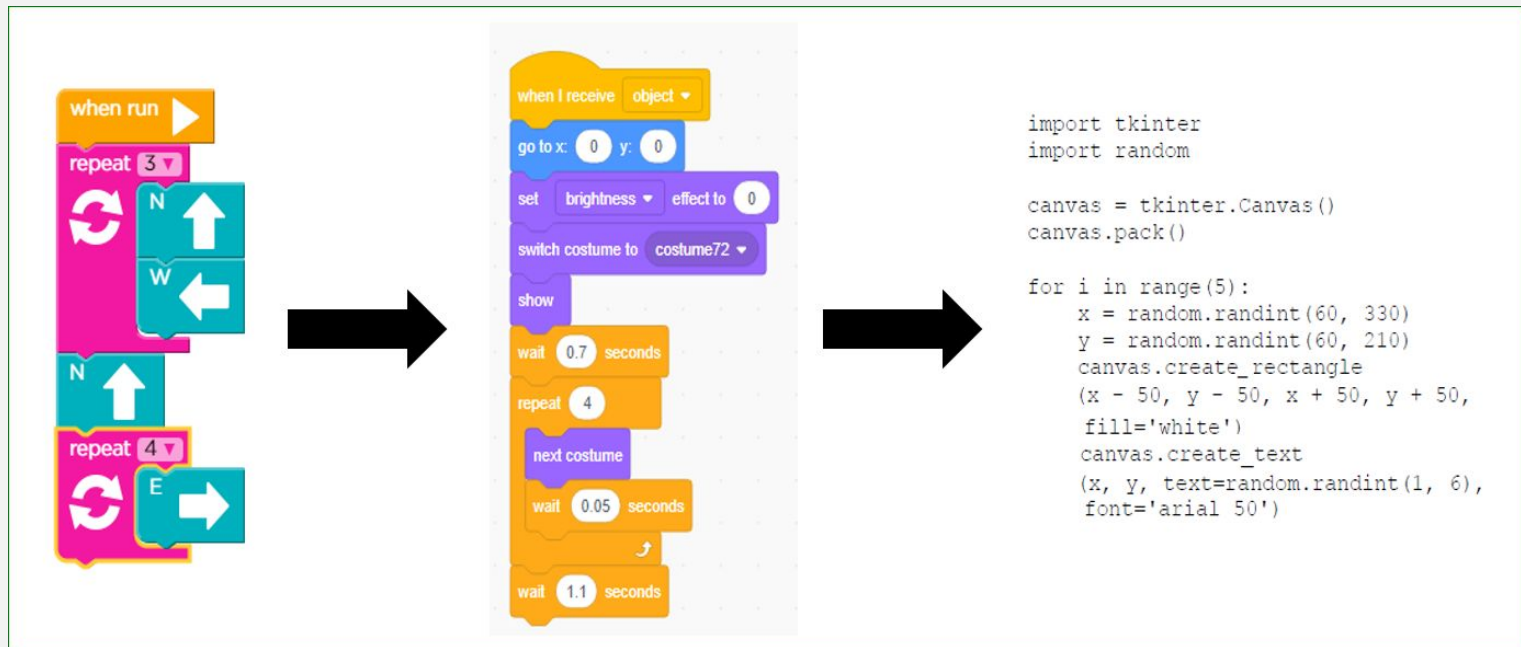 when run
repeat 3
N
W
N
repeat 4
E
when I receive object
go to x: 0 y: 0
set brightness effect to 0
switch costume to costume72
show
wait 0.7 seconds
repeat 4
next costume
wait 0.05 seconds
wait 1.1 seconds
import tkinter
import random
canvas = tkinter.Canvas()
canvas.pack()
for i in range(5):
    x = random.randint(60, 330)
    y = random.randint(60, 210)
    canvas.create_rectangle
    (x - 50, y - 50, x + 50, y + 50,
    fill='white')
    canvas.create_text
    (x, y, text=random.randint(1, 6),
    font='arial 50')